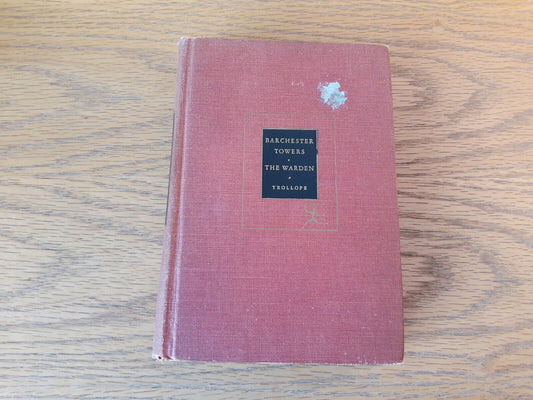 BARCHESTER
TOWERS
THE WARDEN
TROLLOPE